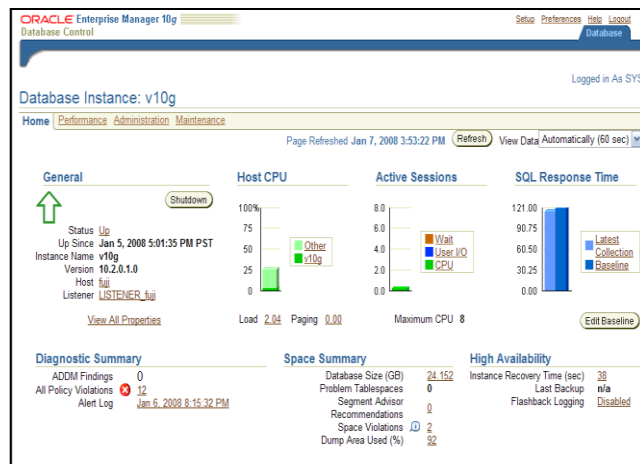 ORACLE Enterprise Manager 10g
Database Control
Setup Preferences Help Logout
Database
Logged in As SYS
Database Instance: v10g
Home Performance Administration Maintenance
Page Refreshed Jan 7, 2008 3:53:22 PM Refresh View Data Automatically (60 sec)
General
Shutdown
Status Up
Up Since Jan 5, 2008 5:01:35 PM PST
Instance Name v10g
Version 10.2.0.1.0
Host fuji
Listener LISTENER_fuji
View All Properties
Host CPU
100%
75
50
25
0
Other
v10g
Load 2.04 Paging 0.00
Active Sessions
8.0
6.0
4.0
2.0
0.0
Wait
User I/O
CPU
Maximum CPU 8
SQL Response Time
121.00
90.75
60.50
30.25
0.00
Latest
Collection
Baseline
Edit Baseline
Diagnostic Summary
ADDM Findings 0
All Policy Violations 12
Alert Log Jan 6, 2008 8:15:32 PM
Space Summary
Database Size (GB) 24.152
Problem Tablespaces 0
Segment Advisor
Recommendations 0
Space Violations 2
Dump Area Used (%) 92
High Availability
Instance Recovery Time (sec) 38
Last Backup n/a
Flashback Logging Disabled